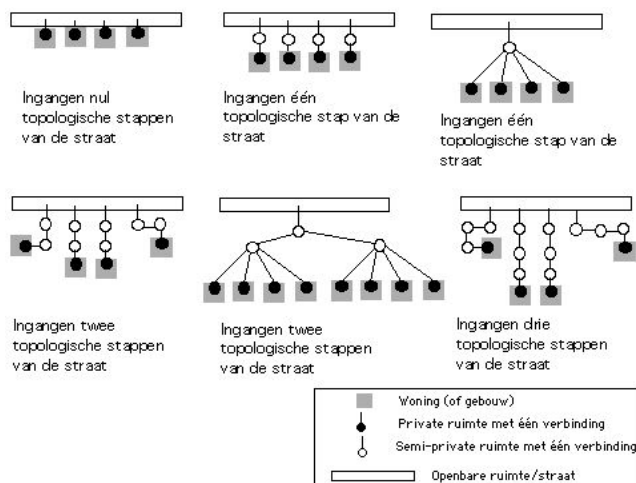 Ingangen nul
topologische stappen
van de straat
Ingangen één
topologische stap van de
straat
Ingangen één
topologische stap van de
straat
Ingangen twee
topologische stappen
van de straat
Ingangen twee
topologische stappen
van de straat
Ingangen drie
topologische stappen
van de straat
Woning (of gebouw)
Private ruimte met één verbinding
Semi-private ruimte met één verbinding
Openbare ruimte/straat